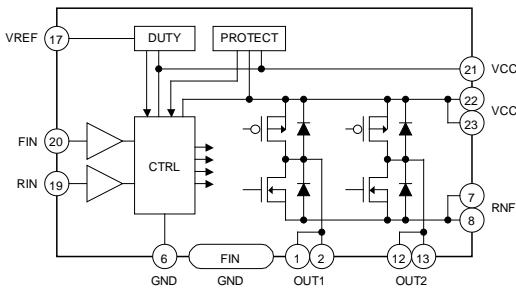 DUTY
PROTECT
VREF 17
21 VCC
22
VCC
23
FIN 20
CTRL
RIN 19
7
RNF
8
6
FIN
1 2
12 13
GND
GND
OUT1
OUT2